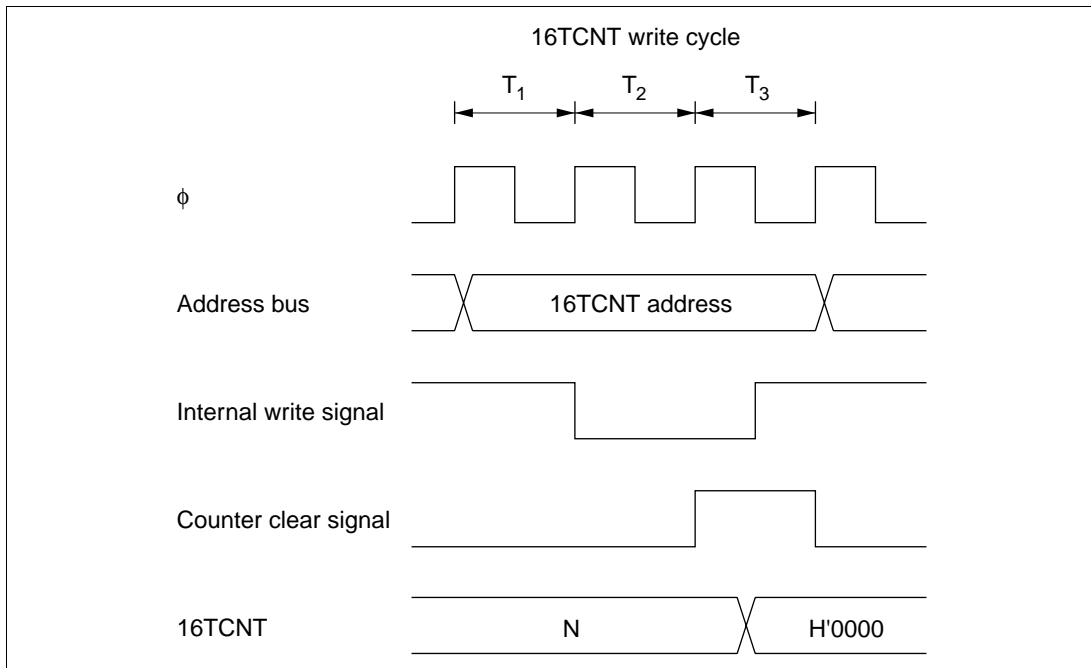 16TCNT write cycle
T1 T2 T3
φ
Address bus
16TCNT address
Internal write signal
Counter clear signal
16TCNT
N
H'0000